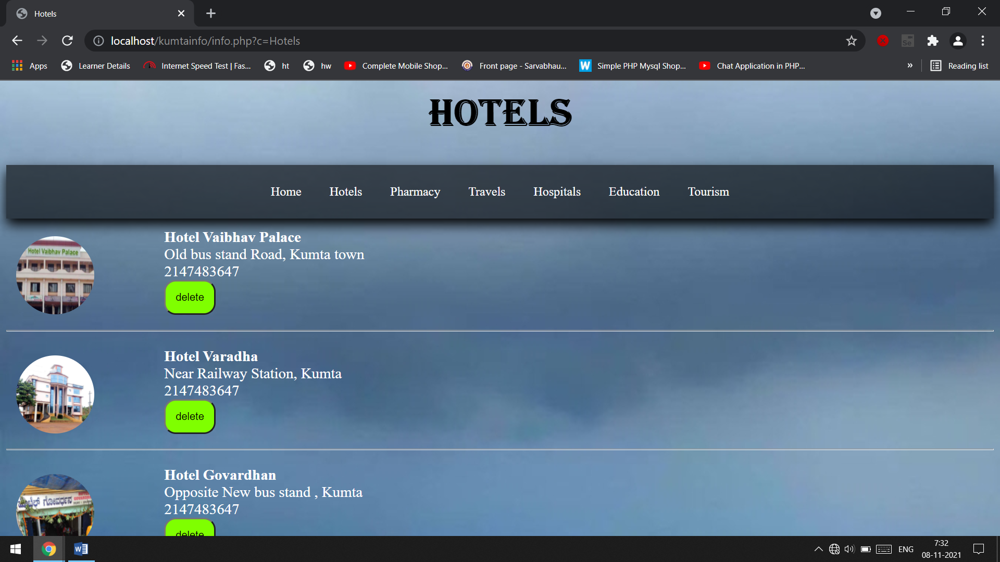 Hotels
localhost/kumtainfo/info.php?c=Hotels
Apps Learner Details Internet Speed Test | Fas... ht hw Complete Mobile Shop... Front page - Sarvabhau... Simple PHP Mysql Shop... Chat Application in PHP... » Reading list
HOTELS
Home Hotels Pharmacy Travels Hospitals Education Tourism
Hotel Vaibhav Palace
Hotel Vaibhav Palace
Old bus stand Road, Kumta town
2147483647
delete
Hotel Varadha
Near Railway Station, Kumta
2147483647
delete
Hotel Govardhan
Opposite New bus stand , Kumta
2147483647
delete
ಗೋವರ್ಧನ
ENG
7:32
08-11-2021